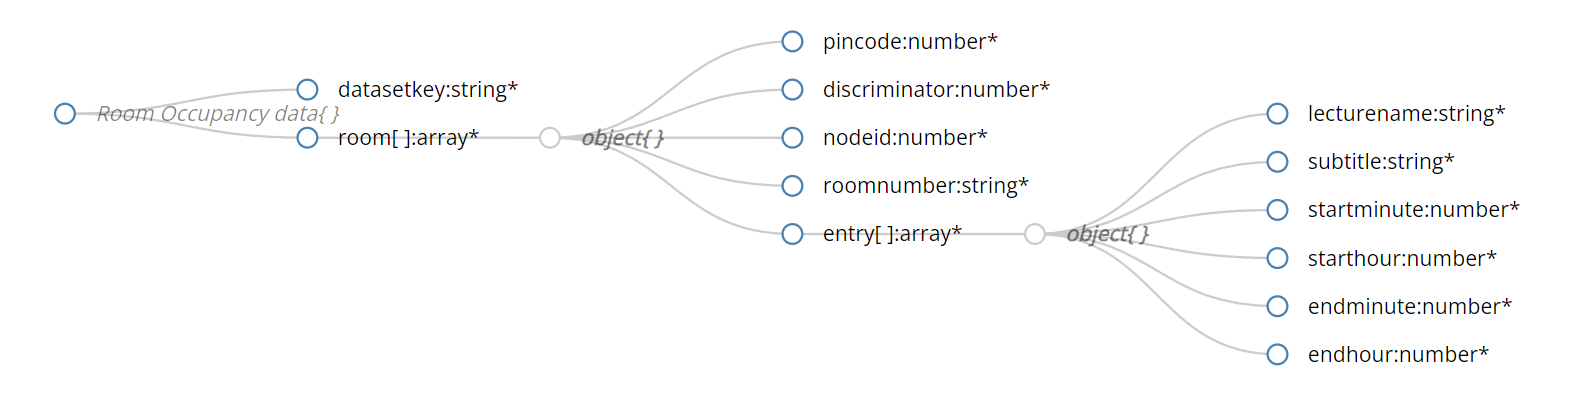 Room Occupancy data{ }
datasetkey:string*
room[ ]:array*
object{ }
pincode:number*
discriminator:number*
nodeid:number*
roomnumber:string*
entry[ ]:array*
object{ }
lecturename:string*
subtitle:string*
startminute:number*
starthour:number*
endminute:number*
endhour:number*